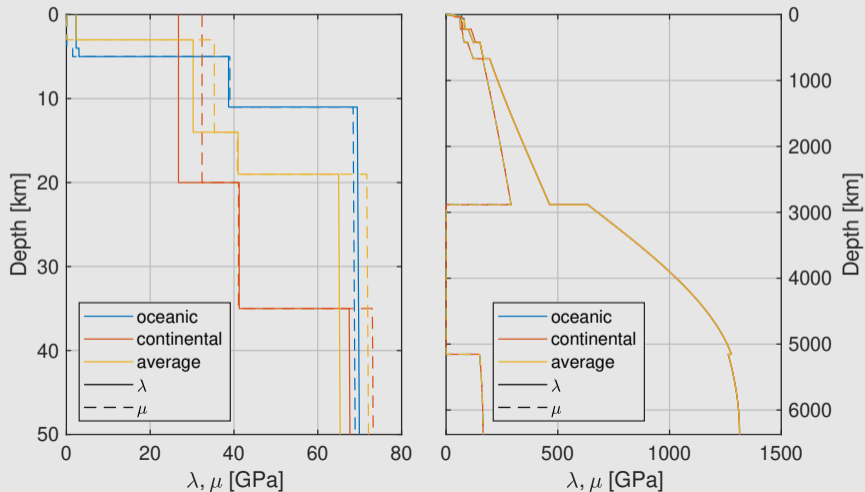 0
10
20
30
40
50
Depth [km]
0 20 40 60 80
λ, μ [GPa]
oceanic
continental
average
λ
μ
0
1000
2000
3000
4000
5000
6000
Depth [km]
0 500 1000 1500
λ, μ [GPa]
oceanic
continental
average
λ
μ